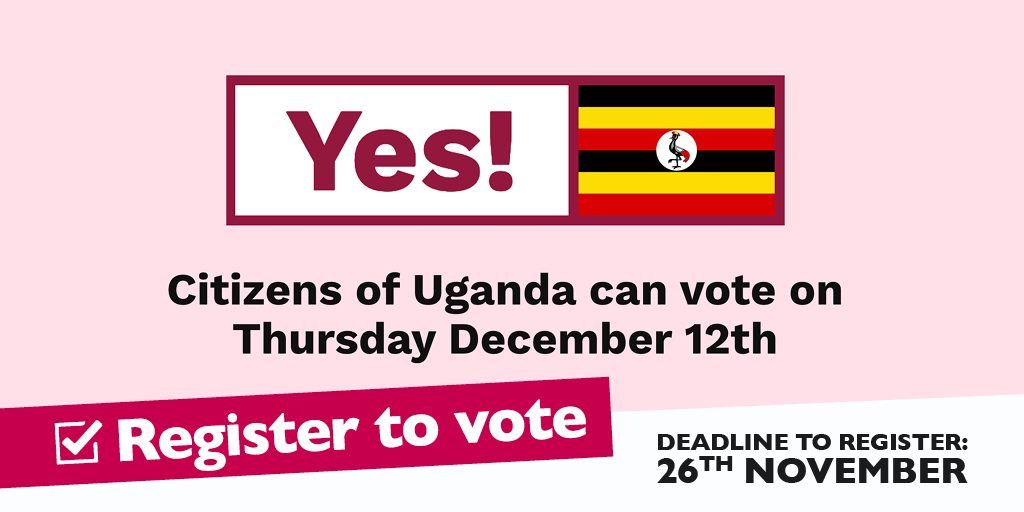 Yes!
Citizens of Uganda can vote on
Thursday December 12th
Register to vote
DEADLINE TO REGISTER:
26TH NOVEMBER